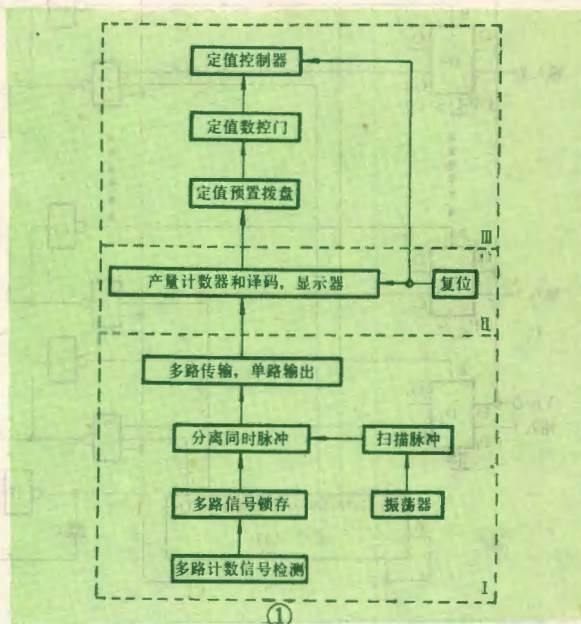 定值控制器
定值数控门
定值预置拨盘
III
产量计数器和译码，显示器
复位
II
多路传输，单路输出
分离同时脉冲
扫描脉冲
多路信号锁存
振荡器
多路计数信号检测
I
①